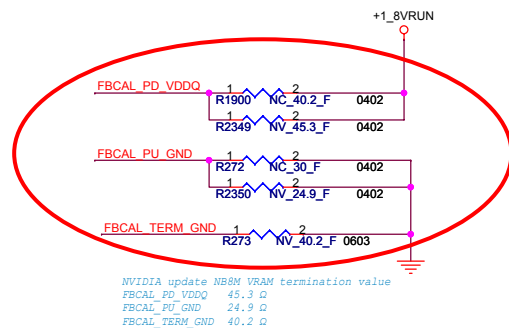 +1_8VRUN
FBCAL_PD_VDDQ
1 2
R1900 NC_40.2_F 0402
1 2
R2349 NV_45.3_F 0402
FBCAL_PU_GND
1 2
R272 NC_30_F 0402
1 2
R2350 NV_24.9_F 0402
FBCAL_TERM_GND 1 2
R273 NV_40.2_F 0603
NVIDIA update NB8M VRAM termination value
FBCAL_PD_VDDQ 45.3 Ω
FBCAL_PU_GND 24.9 Ω
FBCAL_TERM_GND 40.2 Ω